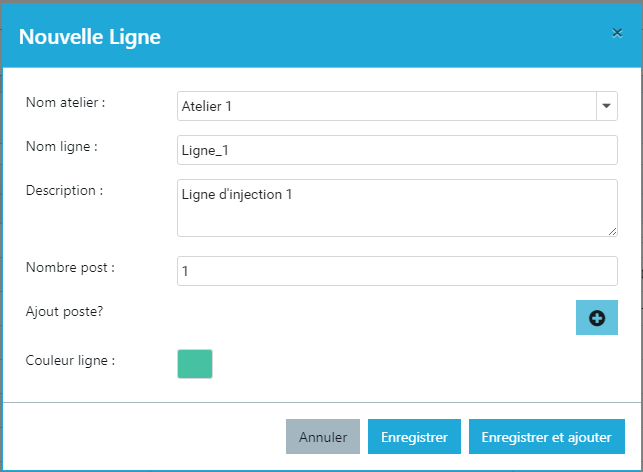 Nouvelle Ligne
Nom atelier : Atelier 1
Nom ligne : Ligne_1
Description : Ligne d'injection 1
Nombre post : 1
Ajout poste?
Couleur ligne :
Annuler Enregistrer Enregistrer et ajouter